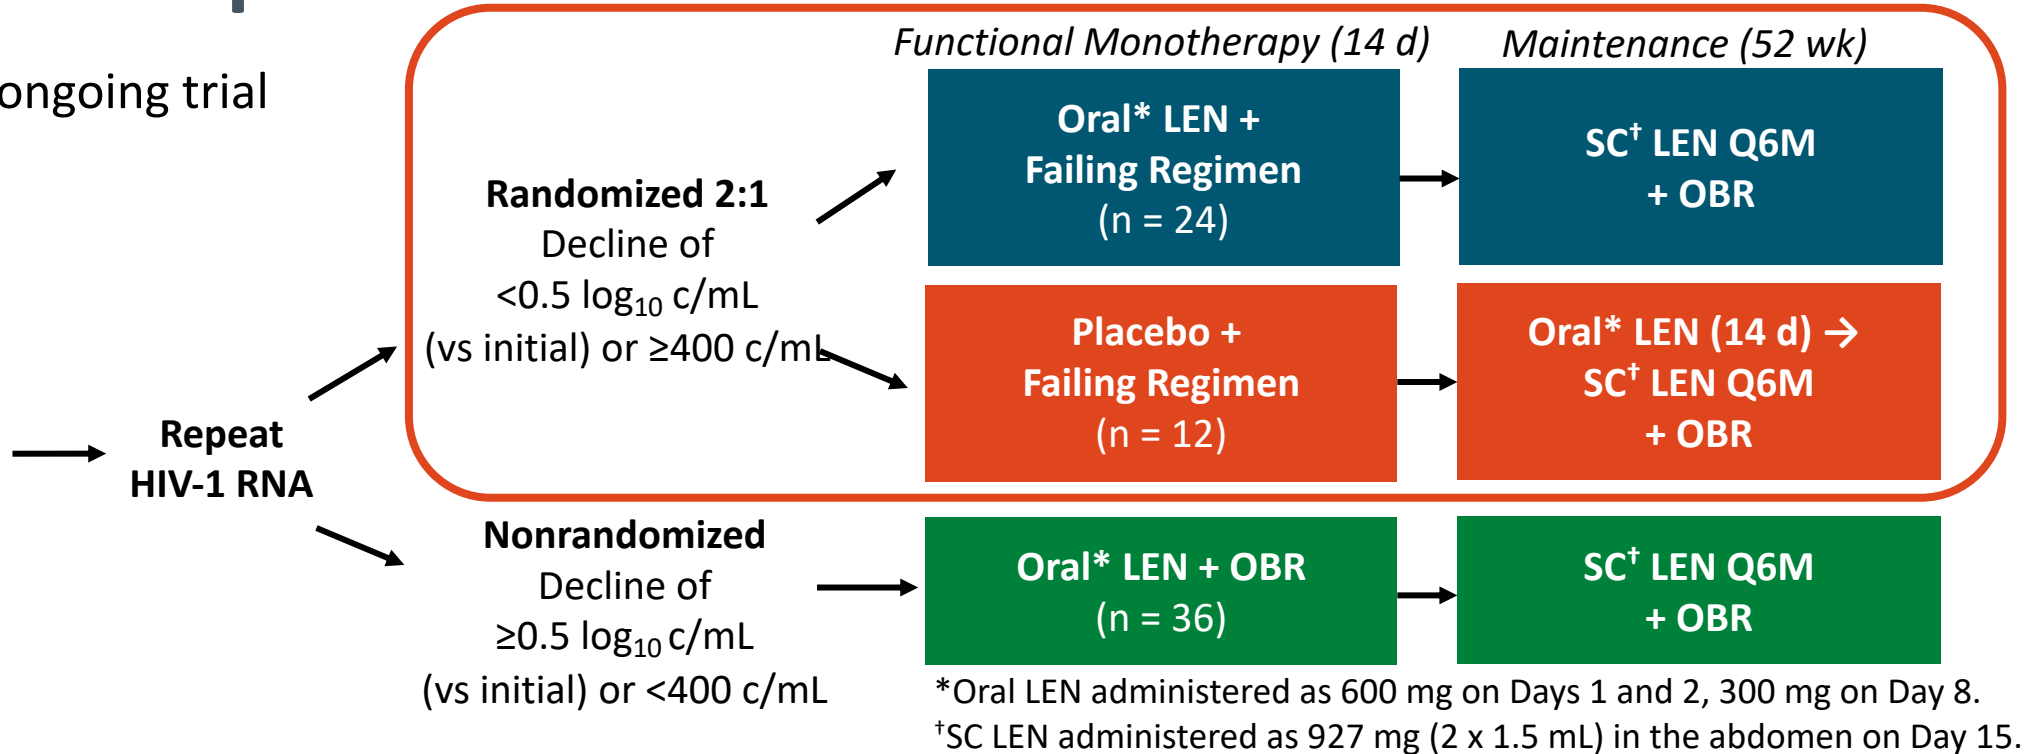 ongoing trial
Functional Monotherapy (14 d)
Maintenance (52 wk)
Repeat
HIV-1 RNA
Randomized 2:1
Decline of
<0.5 log₁₀ c/mL
(vs initial) or ≥400 c/mL
Oral* LEN +
Failing Regimen
(n = 24)
SC† LEN Q6M
+ OBR
Placebo +
Failing Regimen
(n = 12)
Oral* LEN (14 d) →
SC† LEN Q6M
+ OBR
Nonrandomized
Decline of
≥0.5 log₁₀ c/mL
(vs initial) or <400 c/mL
Oral* LEN + OBR
(n = 36)
SC† LEN Q6M
+ OBR
*Oral LEN administered as 600 mg on Days 1 and 2, 300 mg on Day 8.
†SC LEN administered as 927 mg (2 x 1.5 mL) in the abdomen on Day 15.